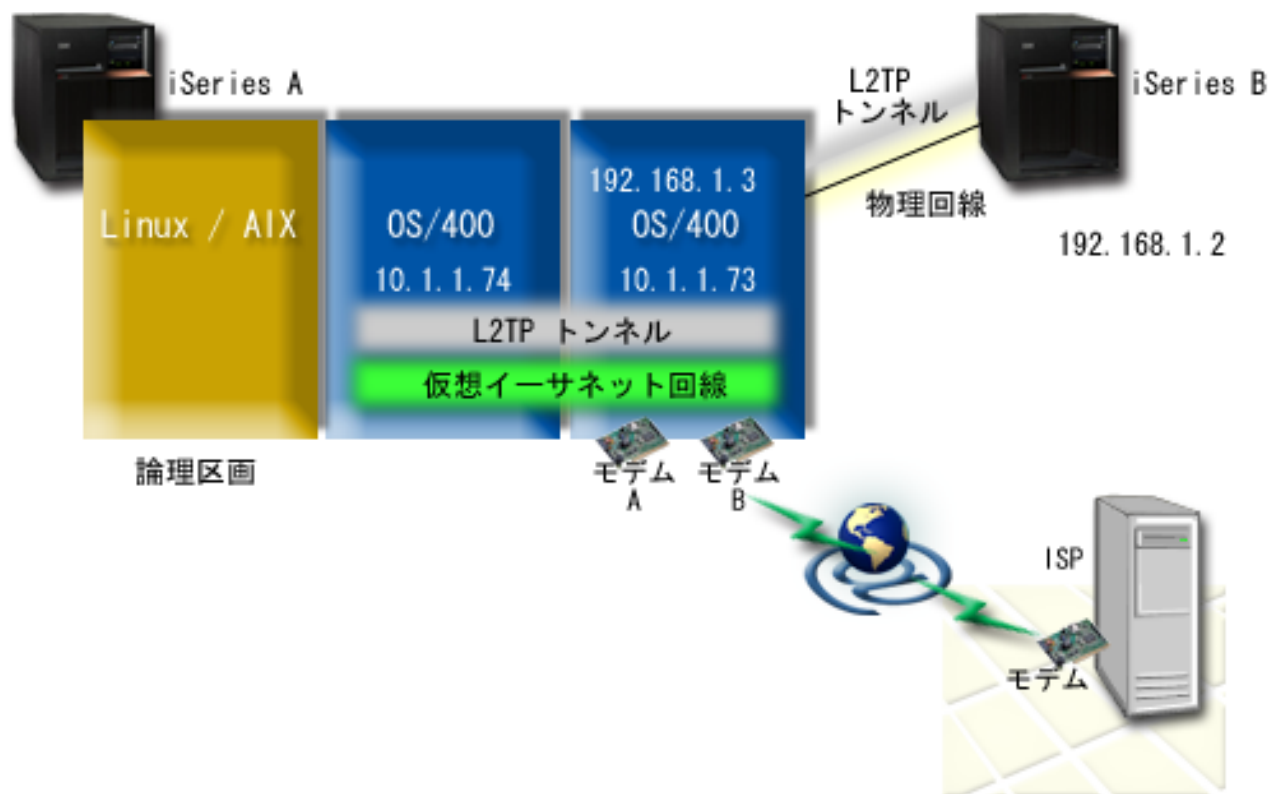 iSeries A
L2TP
トンネル
iSeries B
192.168.1.3
物理回線
Linux / AIX
OS/400
OS/400
192.168.1.2
10.1.1.74
10.1.1.73
L2TP トンネル
仮想イーサネット回線
論理区画
モデム
A
モデム
B
ISP
モデム